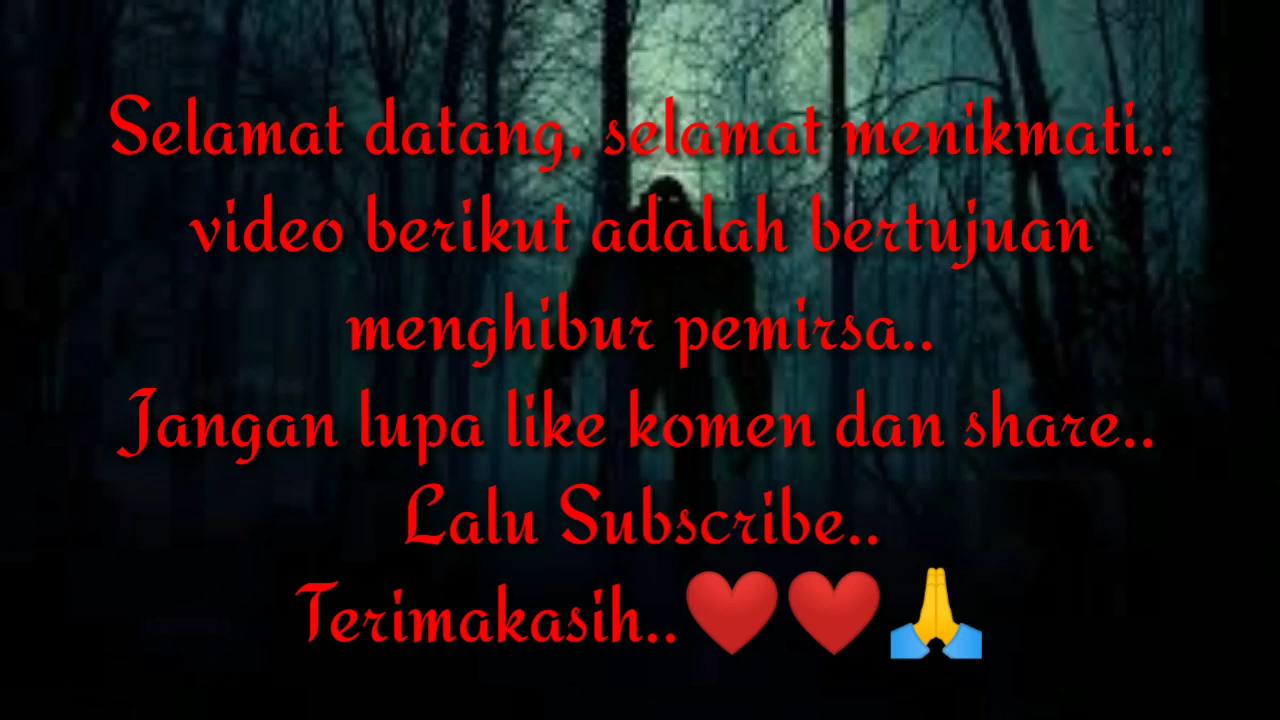 Selamat datang, selamat menikmati..
video berikut adalah bertujuan
menghibur pemirsa..
Jangan lupa like komen dan share..
Lalu Subscribe..
Terimakasih..❤️❤️🙏